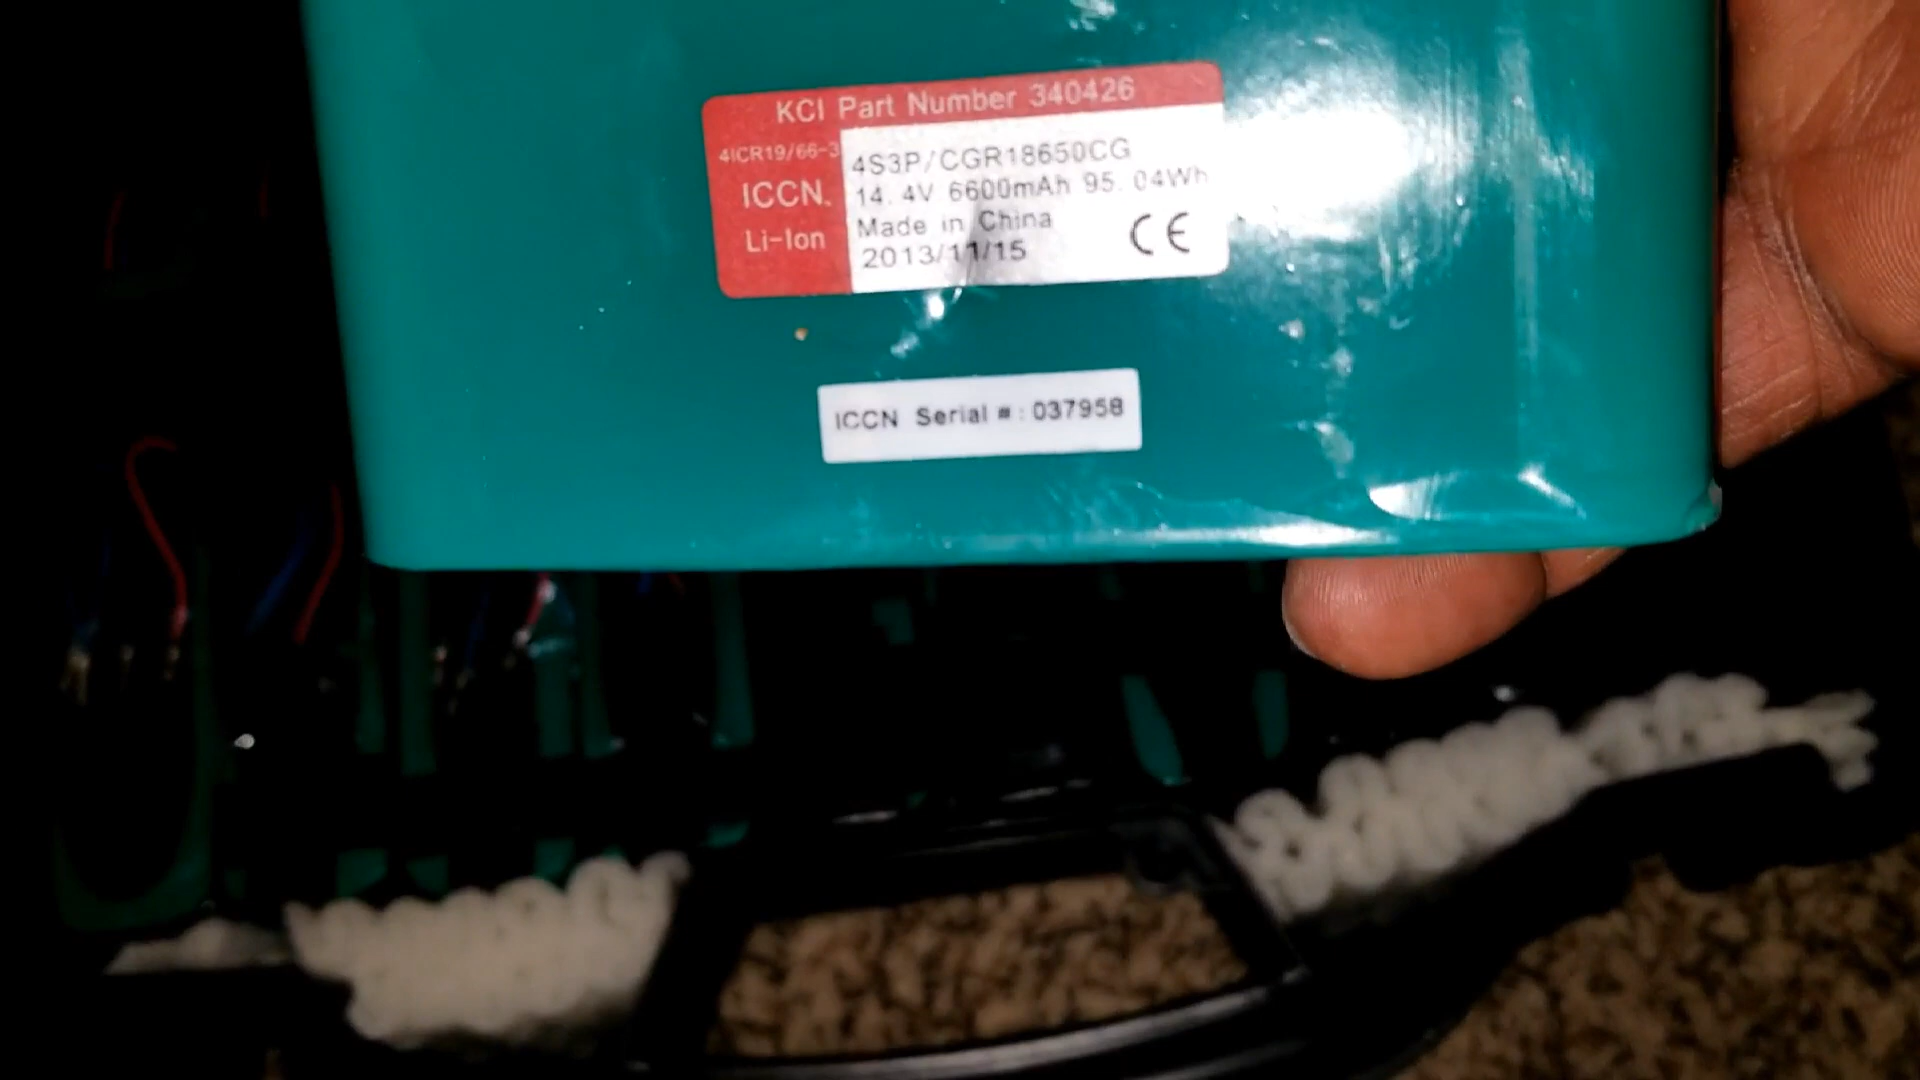 KCI Part Number 340426
4ICR19/66-3
4S3P/CGR18650CG
ICCN.
14.4V 6600mAh 95.04Wh
Li-Ion
Made in China
2013/11/15
CE
ICCN Serial #: 037958